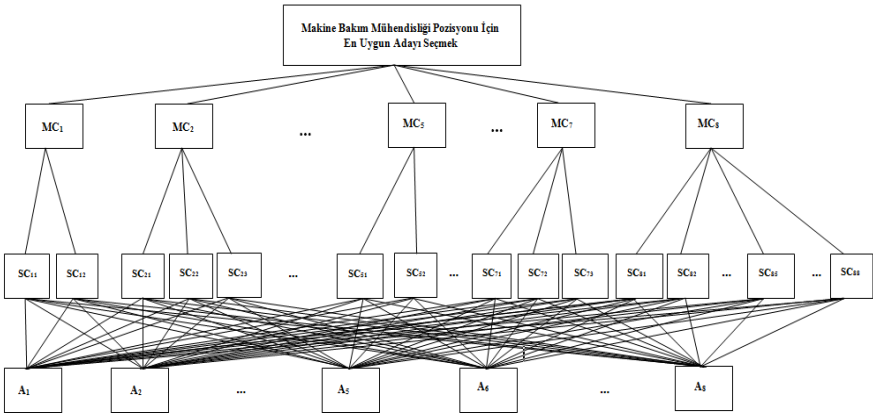 Makine Bakım Mühendisliği Pozisyonu İçin
En Uygun Adayı Seçmek
MC₁ MC₂ ... MC₅ ... MC₇ MC₈
SC₁₁ SC₁₂ SC₂₁ SC₂₂ SC₂₃ ... SC₅₁ SC₅₂ ... SC₇₁ SC₇₂ SC₇₃ SC₈₁ SC₈₂ ... SC₈₅ ... SC₈₈
A₁ A₂ ... A₅ A₆ ... A₈